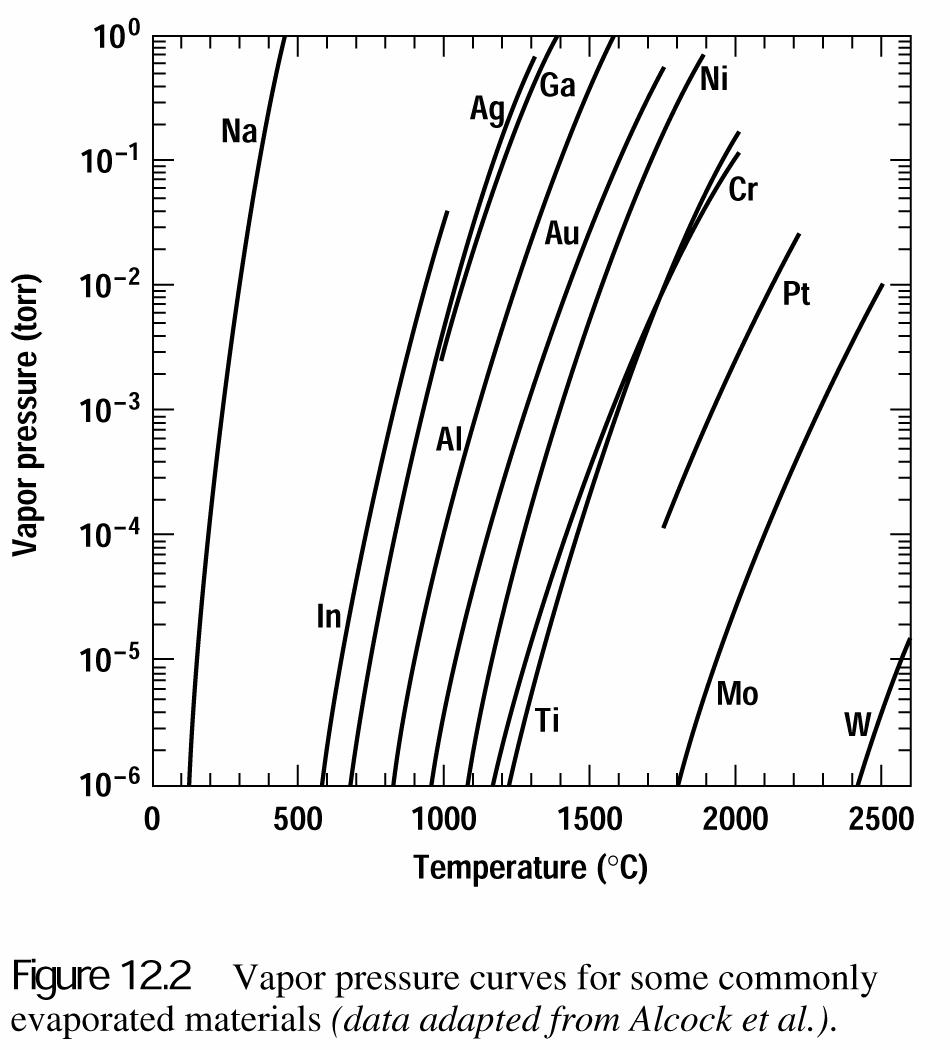 10⁰
10⁻¹
10⁻²
10⁻³
10⁻⁴
10⁻⁵
10⁻⁶
Vapor pressure (torr)
Na
Ag
Ga
Ni
Cr
Au
Pt
Al
In
Ti
Mo
W
0 500 1000 1500 2000 2500
Temperature (°C)
Figure 12.2 Vapor pressure curves for some commonly
evaporated materials (data adapted from Alcock et al.).